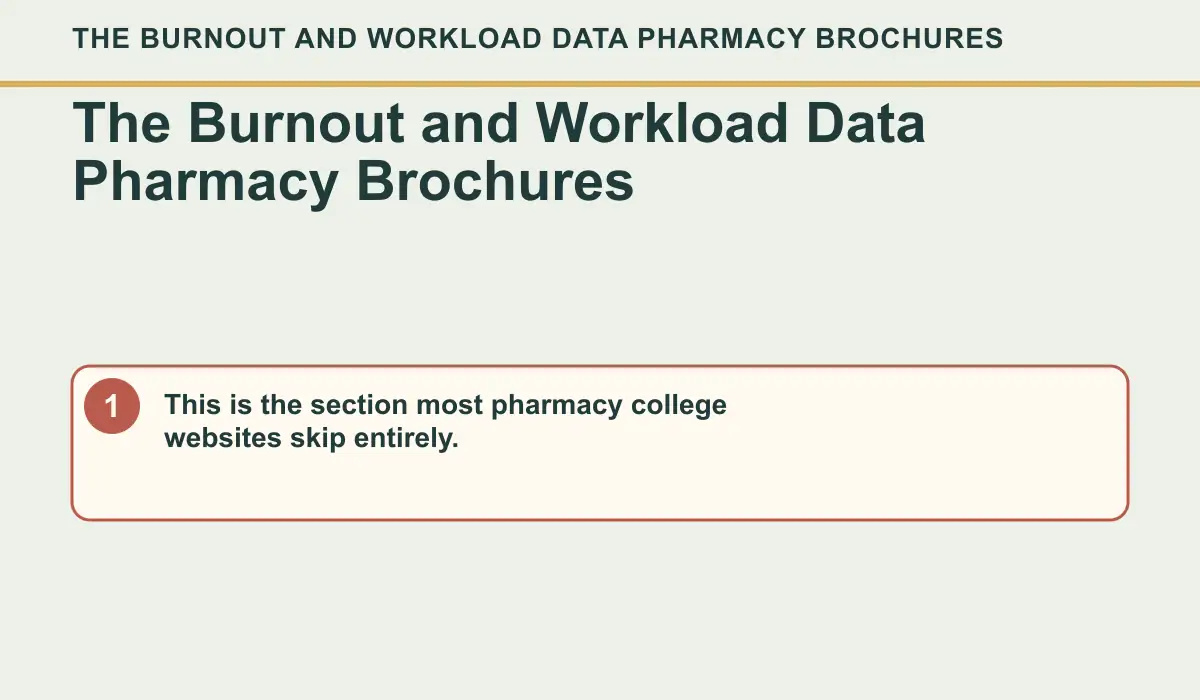 THE BURNOUT AND WORKLOAD DATA PHARMACY BROCHURES
The Burnout and Workload Data
Pharmacy Brochures
1
This is the section most pharmacy college
websites skip entirely.